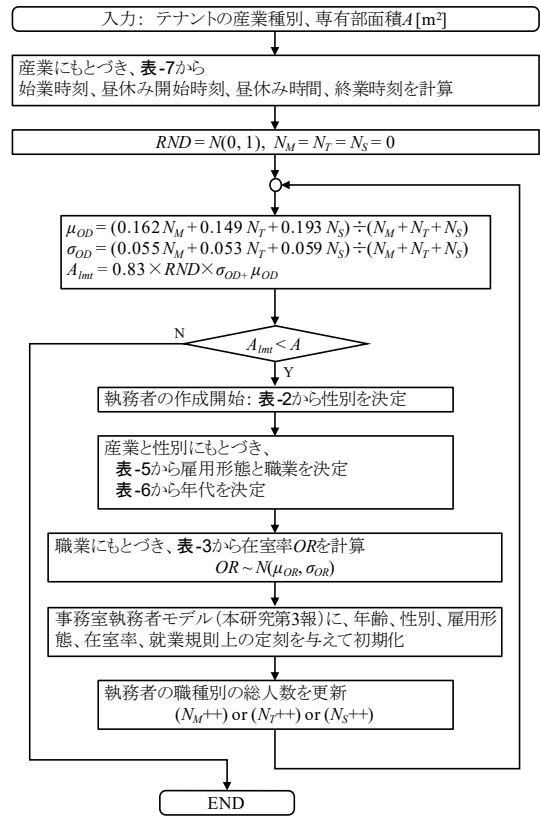 入力: テナントの産業種別、専有部面積A [m²]
産業にもとづき、表-7から
始業時刻、昼休み開始時刻、昼休み時間、終業時刻を計算
RND = N(0, 1), N_M = N_T = N_S = 0
μ_OD = (0.162 N_M + 0.149 N_T + 0.193 N_S) ÷ (N_M + N_T + N_S)
σ_OD = (0.055 N_M + 0.053 N_T + 0.059 N_S) ÷ (N_M + N_T + N_S)
A_lmt = 0.83 × RND × σ_OD+ μ_OD
N
A_lmt < A
Y
執務者の作成開始: 表-2から性別を決定
産業と性別にもとづき、
表-5から雇用形態と職業を決定
表-6から年代を決定
職業にもとづき、表-3から在室率ORを計算
OR ~ N(μ_OR, σ_OR)
事務室執務者モデル(本研究第3報)に、年齢、性別、雇用形
態、在室率、就業規則上の定刻を与えて初期化
執務者の職種別の総人数を更新
(N_M++) or (N_T++) or (N_S++)
END